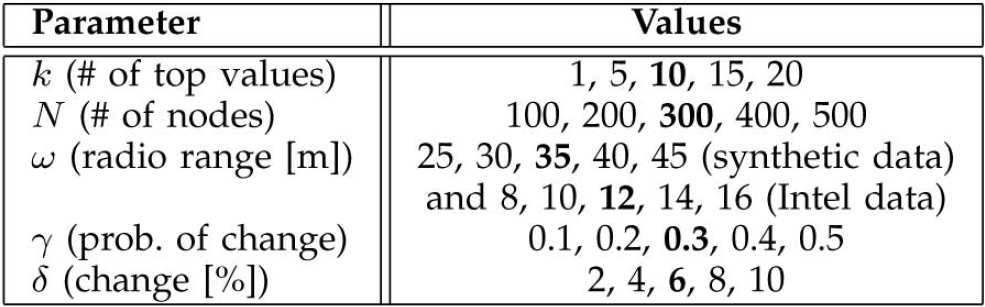 Parameter Values
k (# of top values) 1, 5, 10, 15, 20
N (# of nodes) 100, 200, 300, 400, 500
ω (radio range [m]) 25, 30, 35, 40, 45 (synthetic data)
and 8, 10, 12, 14, 16 (Intel data)
γ (prob. of change) 0.1, 0.2, 0.3, 0.4, 0.5
δ (change [%]) 2, 4, 6, 8, 10